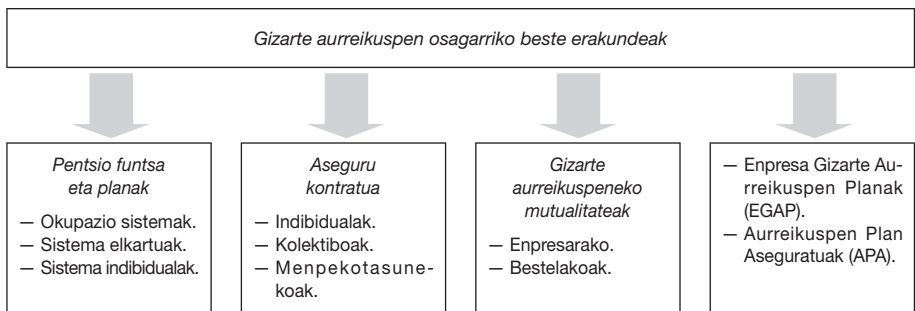 Gizarte aurreikuspen osagarriko beste erakundeak
Pentsio funtsa
eta planak
— Okupazio sistemak.
— Sistema elkartuak.
— Sistema indibidualak.
Aseguru
kontratua
— Indibidualak.
— Kolektiboak.
— Menpekotasune-
koak.
Gizarte
aurreikuspeneko
mutualitateak
— Enpresarako.
— Bestelakoak.
— Enpresa Gizarte Au-
rreikuspen Planak
(EGAP).
— Aurreikuspen Plan
Aseguratuak (APA).